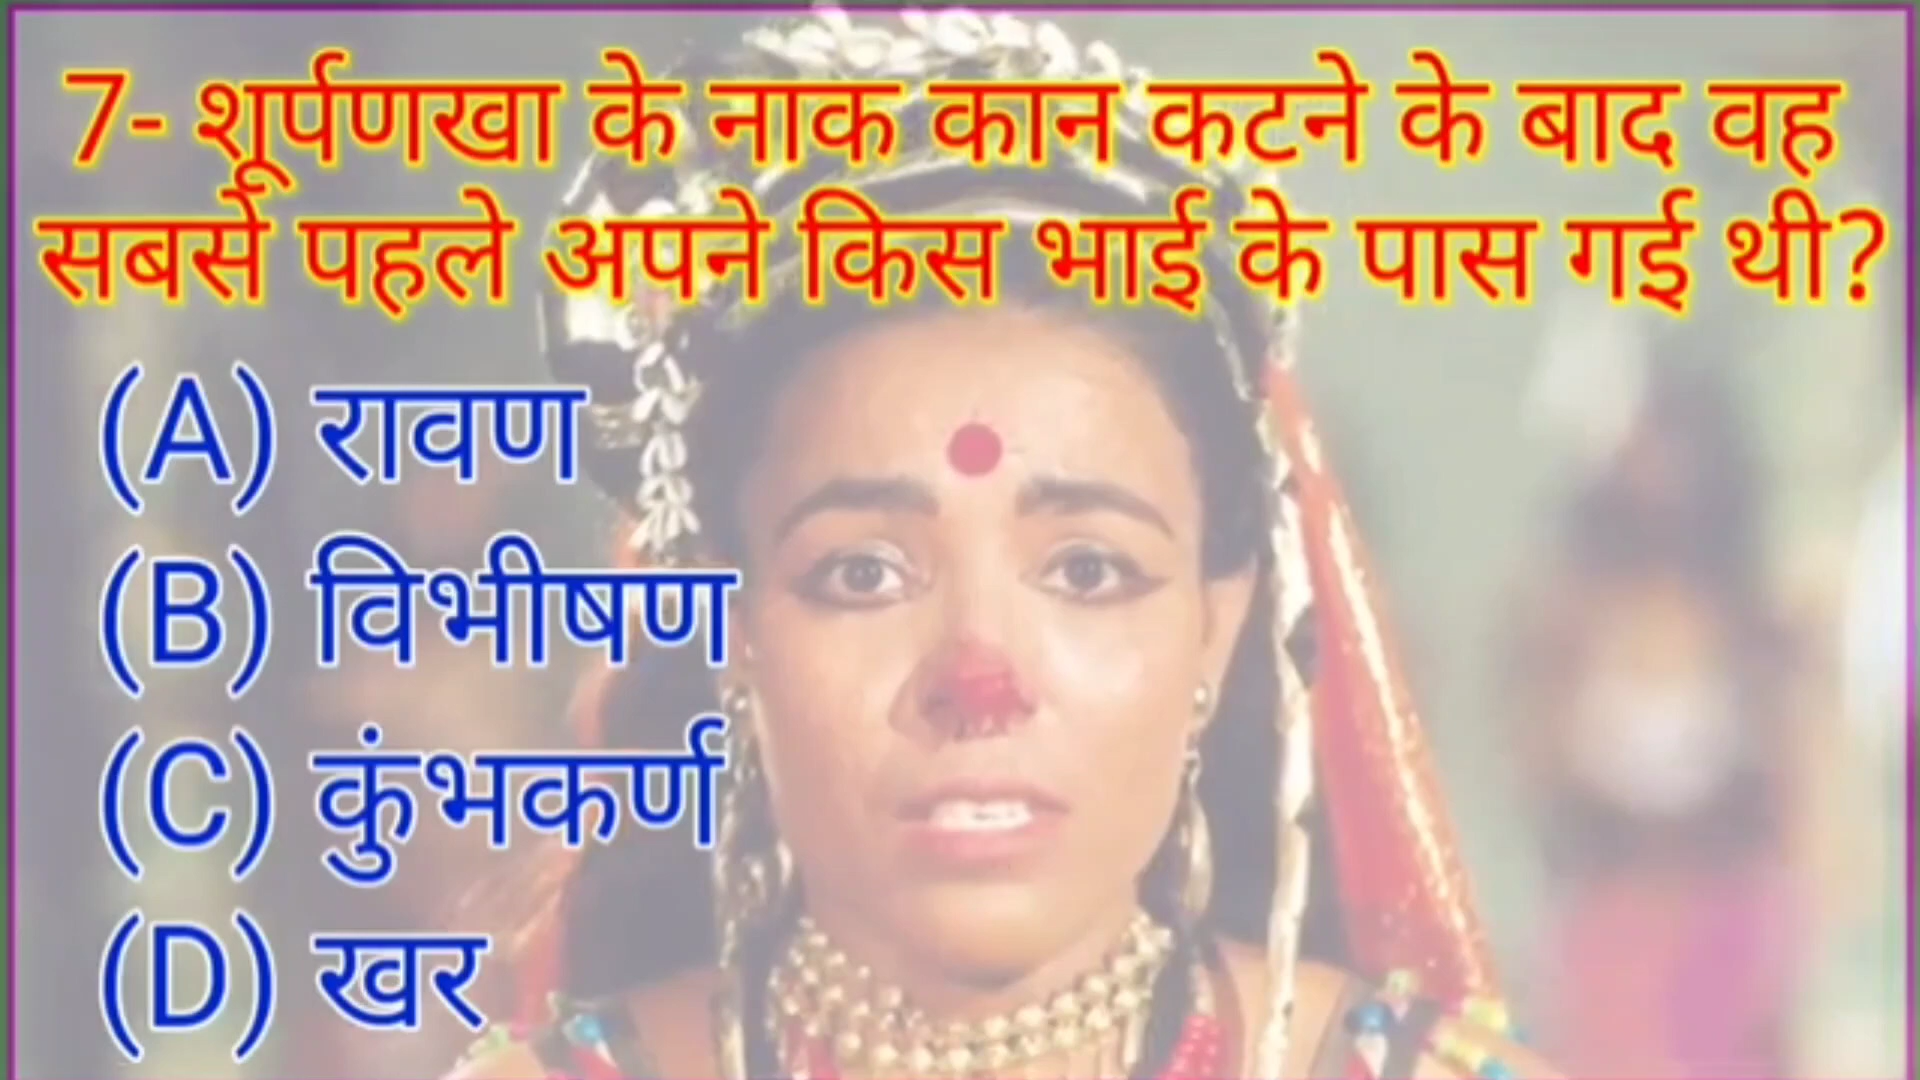 7- शूर्पणखा के नाक कान कटने के बाद वह
सबसे पहले अपने किस भाई के पास गई थी?
(A) रावण
(B) विभीषण
(C) कुंभकर्ण
(D) खर